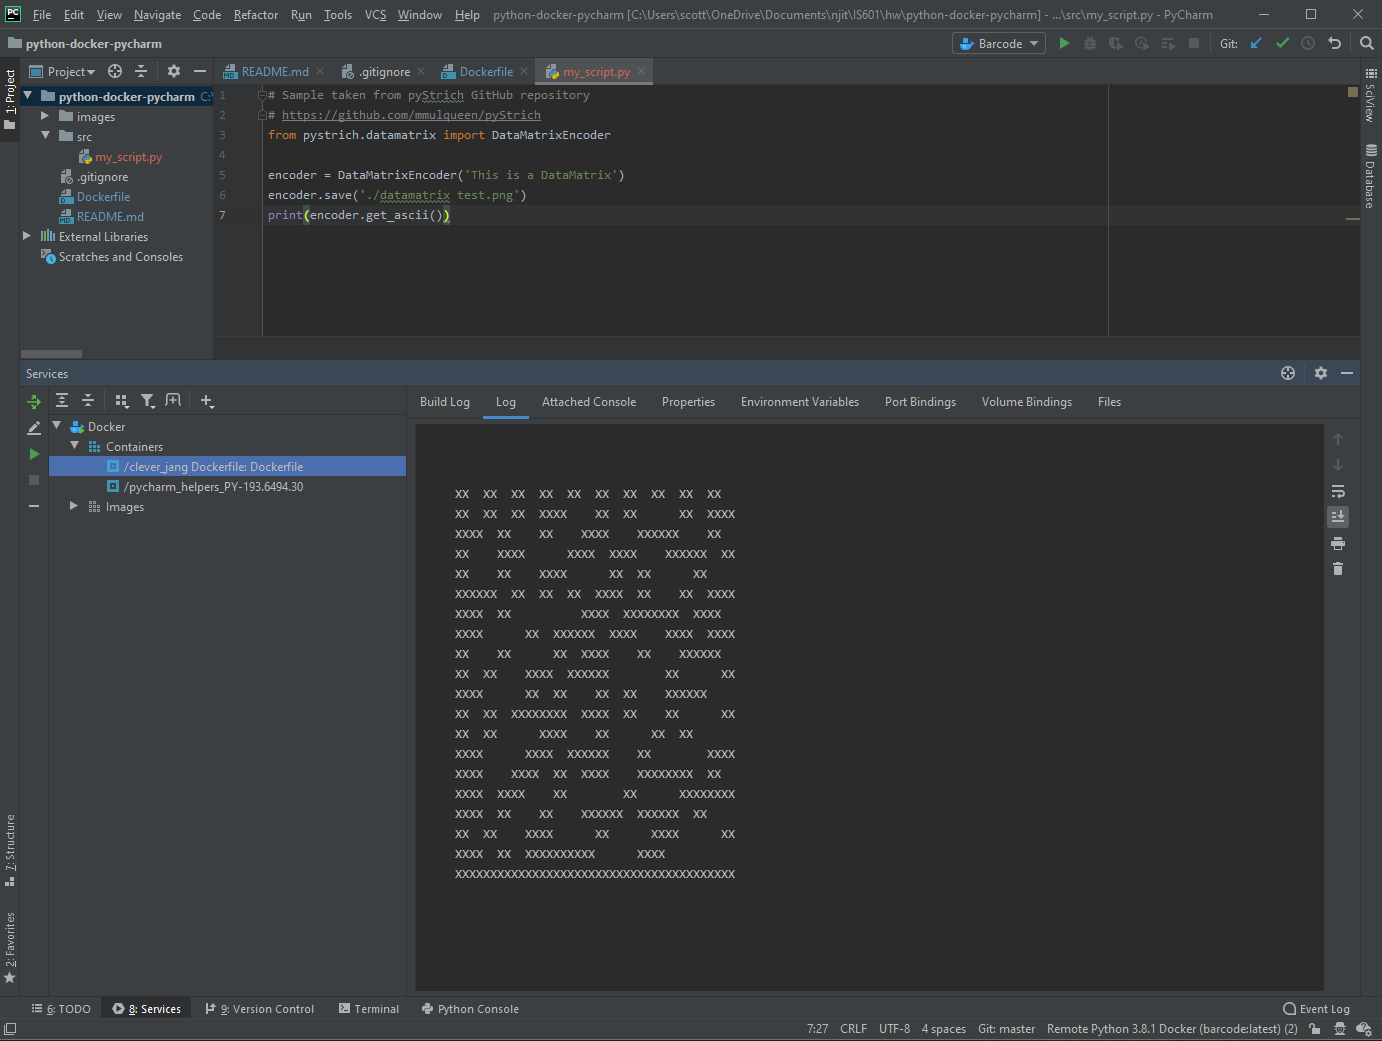 PC File Edit View Navigate Code Refactor Run Tools VCS Window Help python-docker-pycharm [C:\Users\scott\OneDrive\Documents\njit\IS601\hw\python-docker-pycharm] - ...\src\my_script.py - PyCharm
python-docker-pycharm Barcode Git:
1: Project
Project README.md .gitignore Dockerfile my_script.py
python-docker-pycharm C:\
images
src
my_script.py
.gitignore
Dockerfile
README.md
External Libraries
Scratches and Consoles
1 # Sample taken from pyStrich GitHub repository
2 # https://github.com/mmulqueen/pyStrich
3 from pystrich.datamatrix import DataMatrixEncoder
4
5 encoder = DataMatrixEncoder('This is a DataMatrix')
6 encoder.save('./datamatrix test.png')
7 print(encoder.get_ascii())
SciView
Database
Services
Build Log Log Attached Console Properties Environment Variables Port Bindings Volume Bindings Files
Docker
Containers
/clever_jang Dockerfile: Dockerfile
/pycharm_helpers_PY-193.6494.30
Images
XX  XX  XX  XX  XX  XX  XX  XX  XX  XX
XX  XX  XX  XXXX    XX  XX      XX  XXXX
XXXX  XX    XX    XXXX    XXXXXX    XX
XX    XXXX      XXXX  XXXX    XXXXXX  XX
XX    XX    XXXX      XX  XX      XX
XXXXXX  XX  XX  XX  XXXX  XX    XX  XXXX
XXXX  XX          XXXX  XXXXXXXX  XXXX
XXXX      XX  XXXXXX  XXXX    XXXX  XXXX
XX    XX      XX  XXXX    XX    XXXXXX
XX  XX    XXXX  XXXXXX        XX      XX
XXXX      XX  XX    XX  XX    XXXXXX
XX  XX  XXXXXXXX  XXXX  XX    XX      XX
XX  XX      XXXX    XX      XX  XX
XXXX      XXXX  XXXXXX    XX        XXXX
XXXX    XXXX  XX  XXXX    XXXXXXXX  XX
XXXX  XXXX    XX        XX      XXXXXXXX
XXXX  XX    XX    XXXXXX  XXXXXX  XX
XX  XX    XXXX      XX      XXXX      XX
XXXX  XX  XXXXXXXXXX      XXXX
XXXXXXXXXXXXXXXXXXXXXXXXXXXXXXXXXXXXXXXX
7: Structure
2: Favorites
6: TODO 8: Services 9: Version Control Terminal Python Console Event Log
7:27 CRLF UTF-8 4 spaces Git: master Remote Python 3.8.1 Docker (barcode:latest) (2)